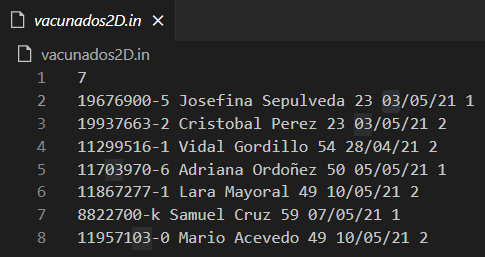 vacunados2D.in
vacunados2D.in
1 7
2 19676900-5 Josefina Sepulveda 23 03/05/21 1
3 19937663-2 Cristobal Perez 23 03/05/21 2
4 11299516-1 Vidal Gordillo 54 28/04/21 2
5 11703970-6 Adriana Ordoñez 50 05/05/21 1
6 11867277-1 Lara Mayoral 49 10/05/21 2
7 8822700-k Samuel Cruz 59 07/05/21 1
8 11957103-0 Mario Acevedo 49 10/05/21 2